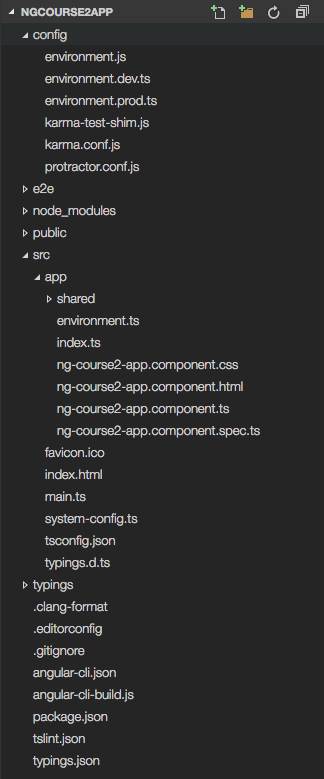 NGCOURSE2APP
config
environment.js
environment.dev.ts
environment.prod.ts
karma-test-shim.js
karma.conf.js
protractor.conf.js
e2e
node_modules
public
src
app
shared
environment.ts
index.ts
ng-course2-app.component.css
ng-course2-app.component.html
ng-course2-app.component.ts
ng-course2-app.component.spec.ts
favicon.ico
index.html
main.ts
system-config.ts
tsconfig.json
typings.d.ts
typings
.clang-format
.editorconfig
.gitignore
angular-cli.json
angular-cli-build.js
package.json
tslint.json
typings.json